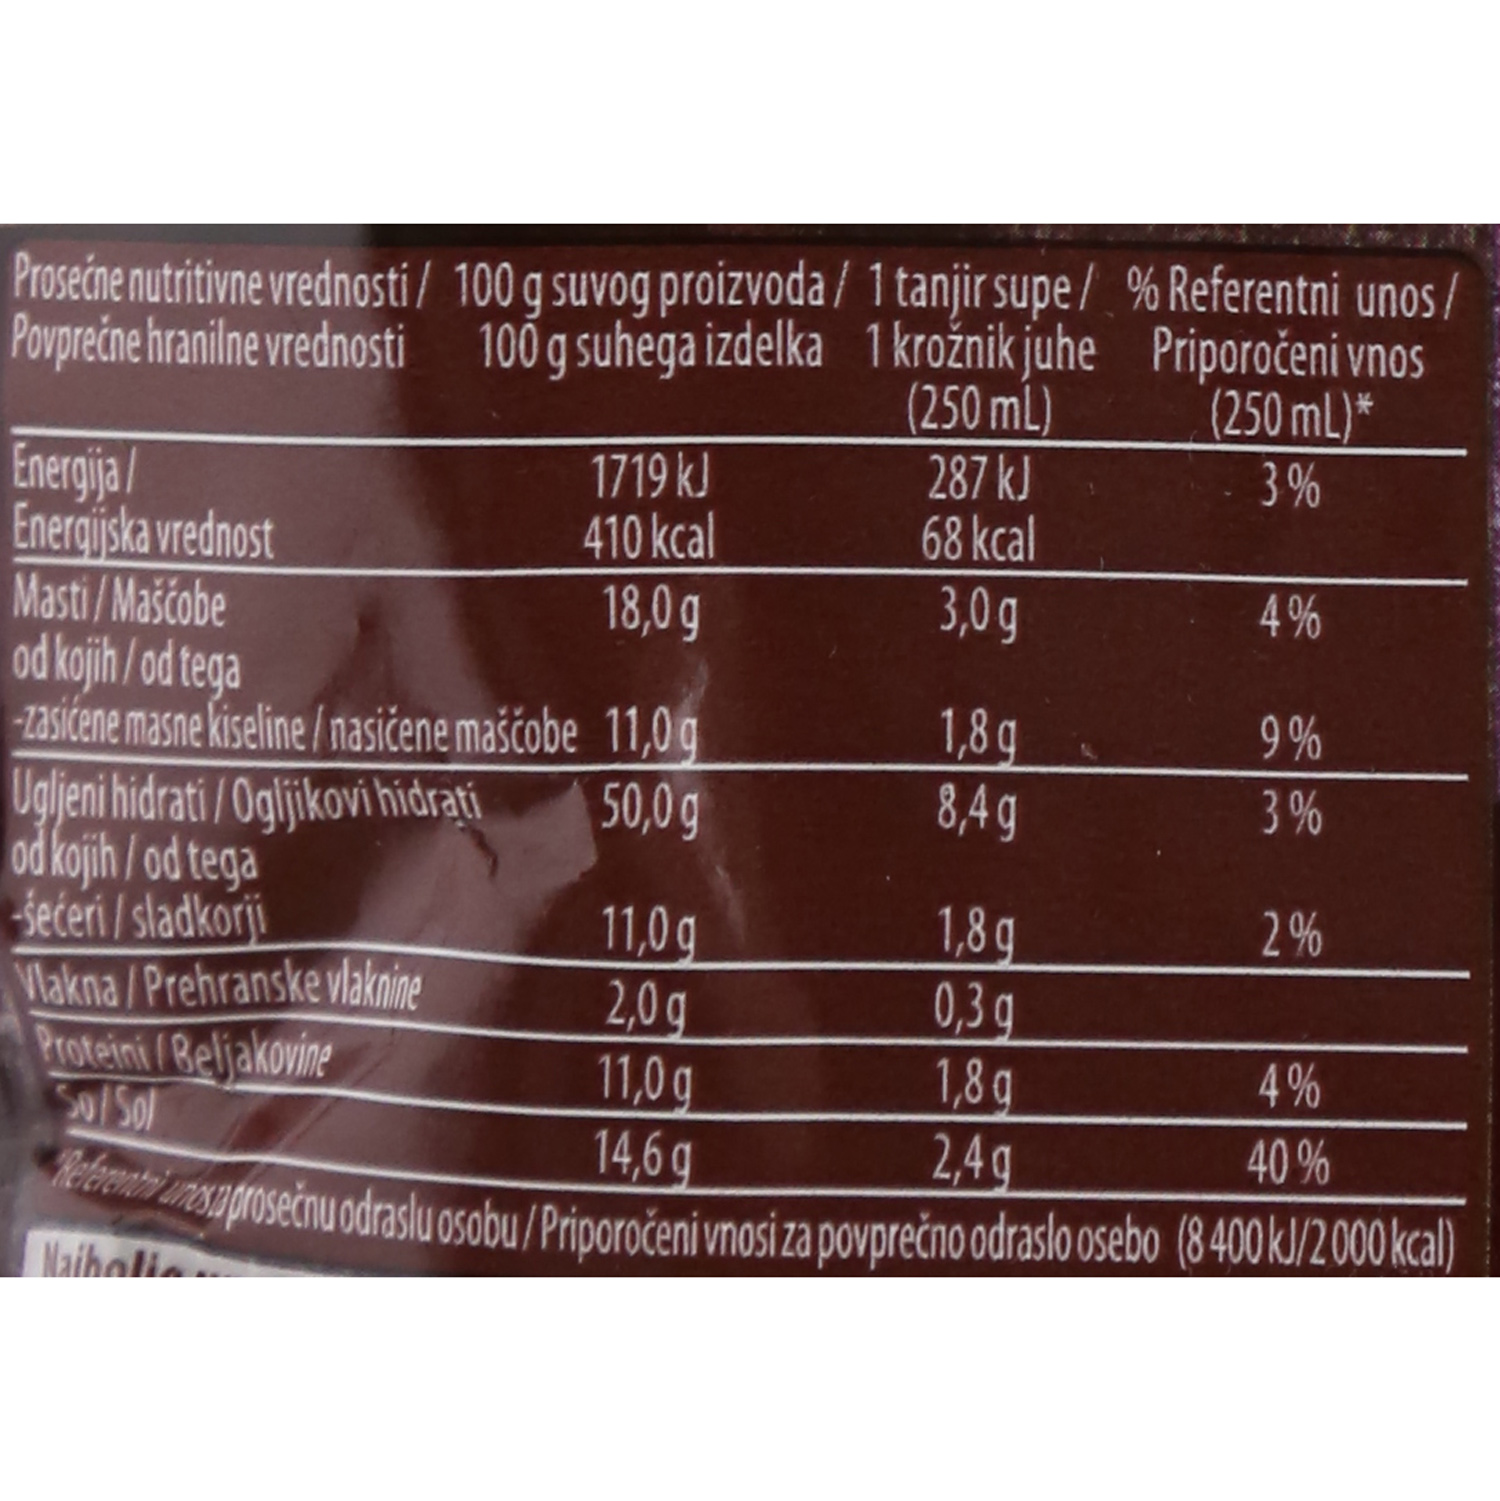 Prosečne nutritivne vrednosti / 100 g suvog proizvoda / 1 tanjir supe / % Referentni unos /
Povprečne hranilne vrednosti 100 g suhega izdelka 1 krožnik juhe Priporočeni vnos
(250 mL) (250 mL)*
Energija / 1719 kJ 287 kJ 3 %
Energijska vrednost 410 kcal 68 kcal
Masti / Maščobe 18,0 g 3,0 g 4 %
od kojih / od tega
-zasićene masne kiseline / nasičene maščobe 11,0 g 1,8 g 9 %
Ugljeni hidrati / Ogljikovi hidrati 50,0 g 8,4 g 3 %
od kojih / od tega
-šećeri / sladkorji 11,0 g 1,8 g 2 %
Vlakna / Prehranske vlaknine 2,0 g 0,3 g
Proteini / Beljakovine 11,0 g 1,8 g 4 %
So / Sol 14,6 g 2,4 g 40 %
*Referentni unos za prosečnu odraslu osobu / Priporočeni vnosi za povprečno odraslo osebo (8 400 kJ/2 000 kcal)